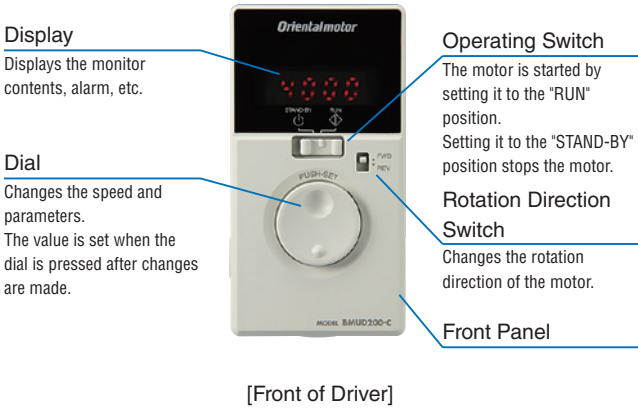 Display
Displays the monitor
contents, alarm, etc.
Dial
Changes the speed and
parameters.
The value is set when the
dial is pressed after changes
are made.
Orientalmotor
4000
STAND-BY RUN
FWD
REV
PUSH-SET
MODEL BMUD200-C
Operating Switch
The motor is started by
setting it to the "RUN"
position.
Setting it to the "STAND-BY"
position stops the motor.
Rotation Direction
Switch
Changes the rotation
direction of the motor.
Front Panel
[Front of Driver]